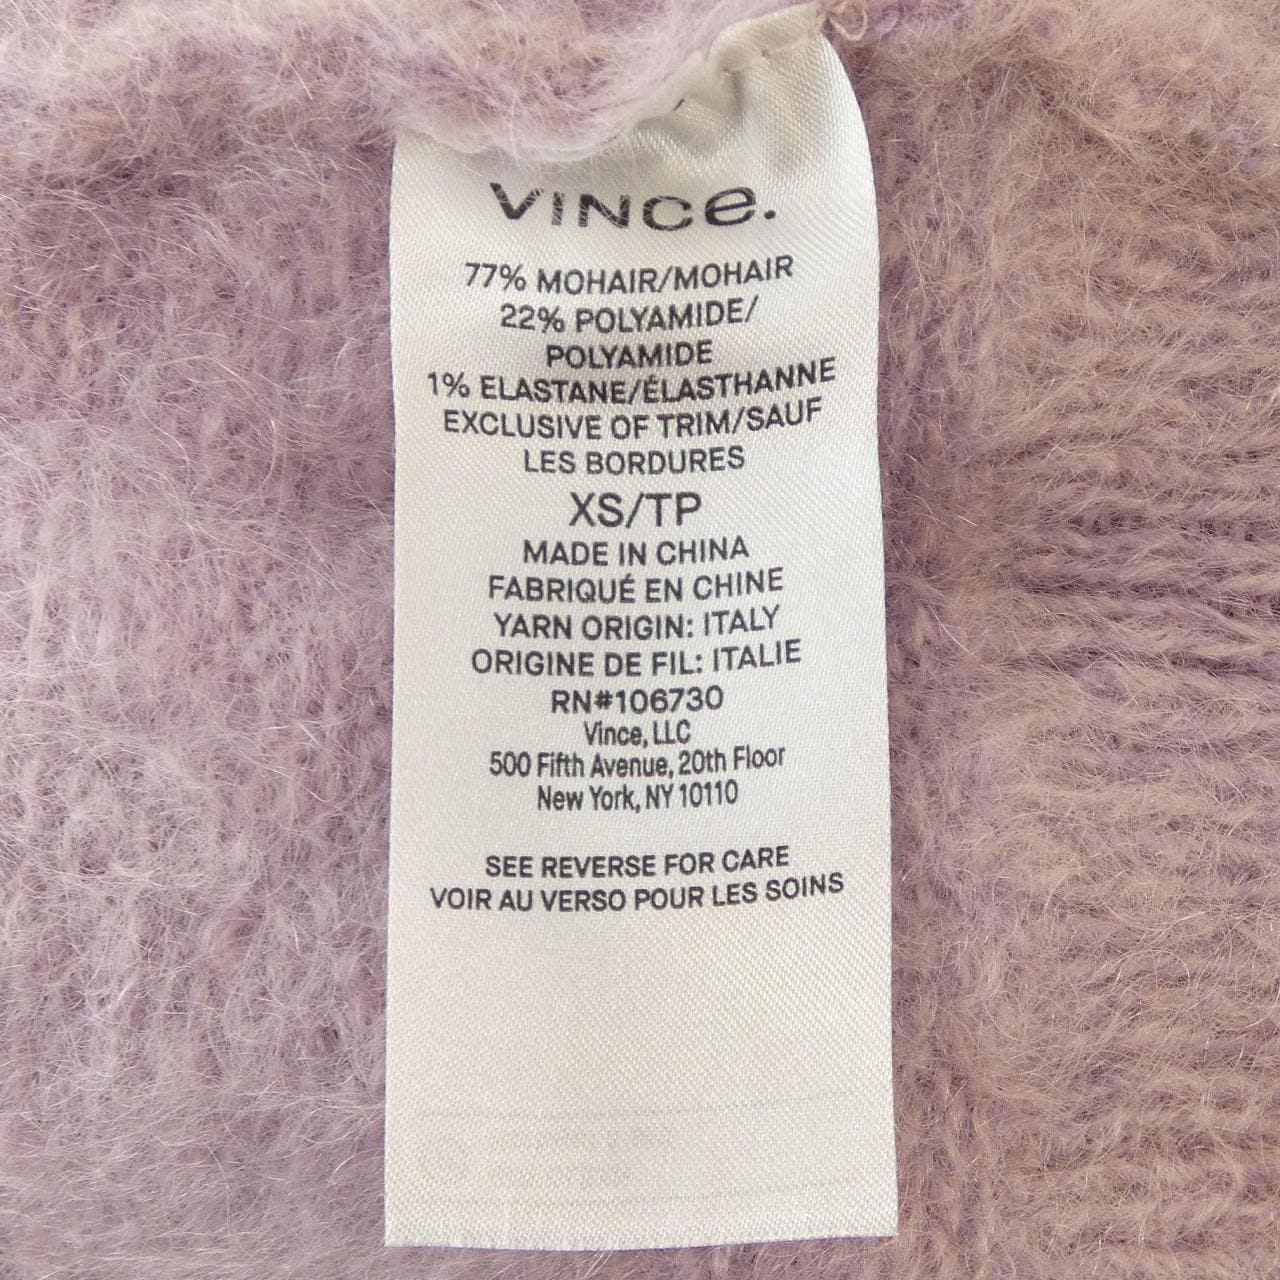 VINCE.
77% MOHAIR/MOHAIR
22% POLYAMIDE/
POLYAMIDE
1% ELASTANE/ÉLASTHANNE
EXCLUSIVE OF TRIM/SAUF
LES BORDURES
XS/TP
MADE IN CHINA
FABRIQUÉ EN CHINE
YARN ORIGIN: ITALY
ORIGINE DE FIL: ITALIE
RN#106730
Vince, LLC
500 Fifth Avenue, 20th Floor
New York, NY 10110
SEE REVERSE FOR CARE
VOIR AU VERSO POUR LES SOINS